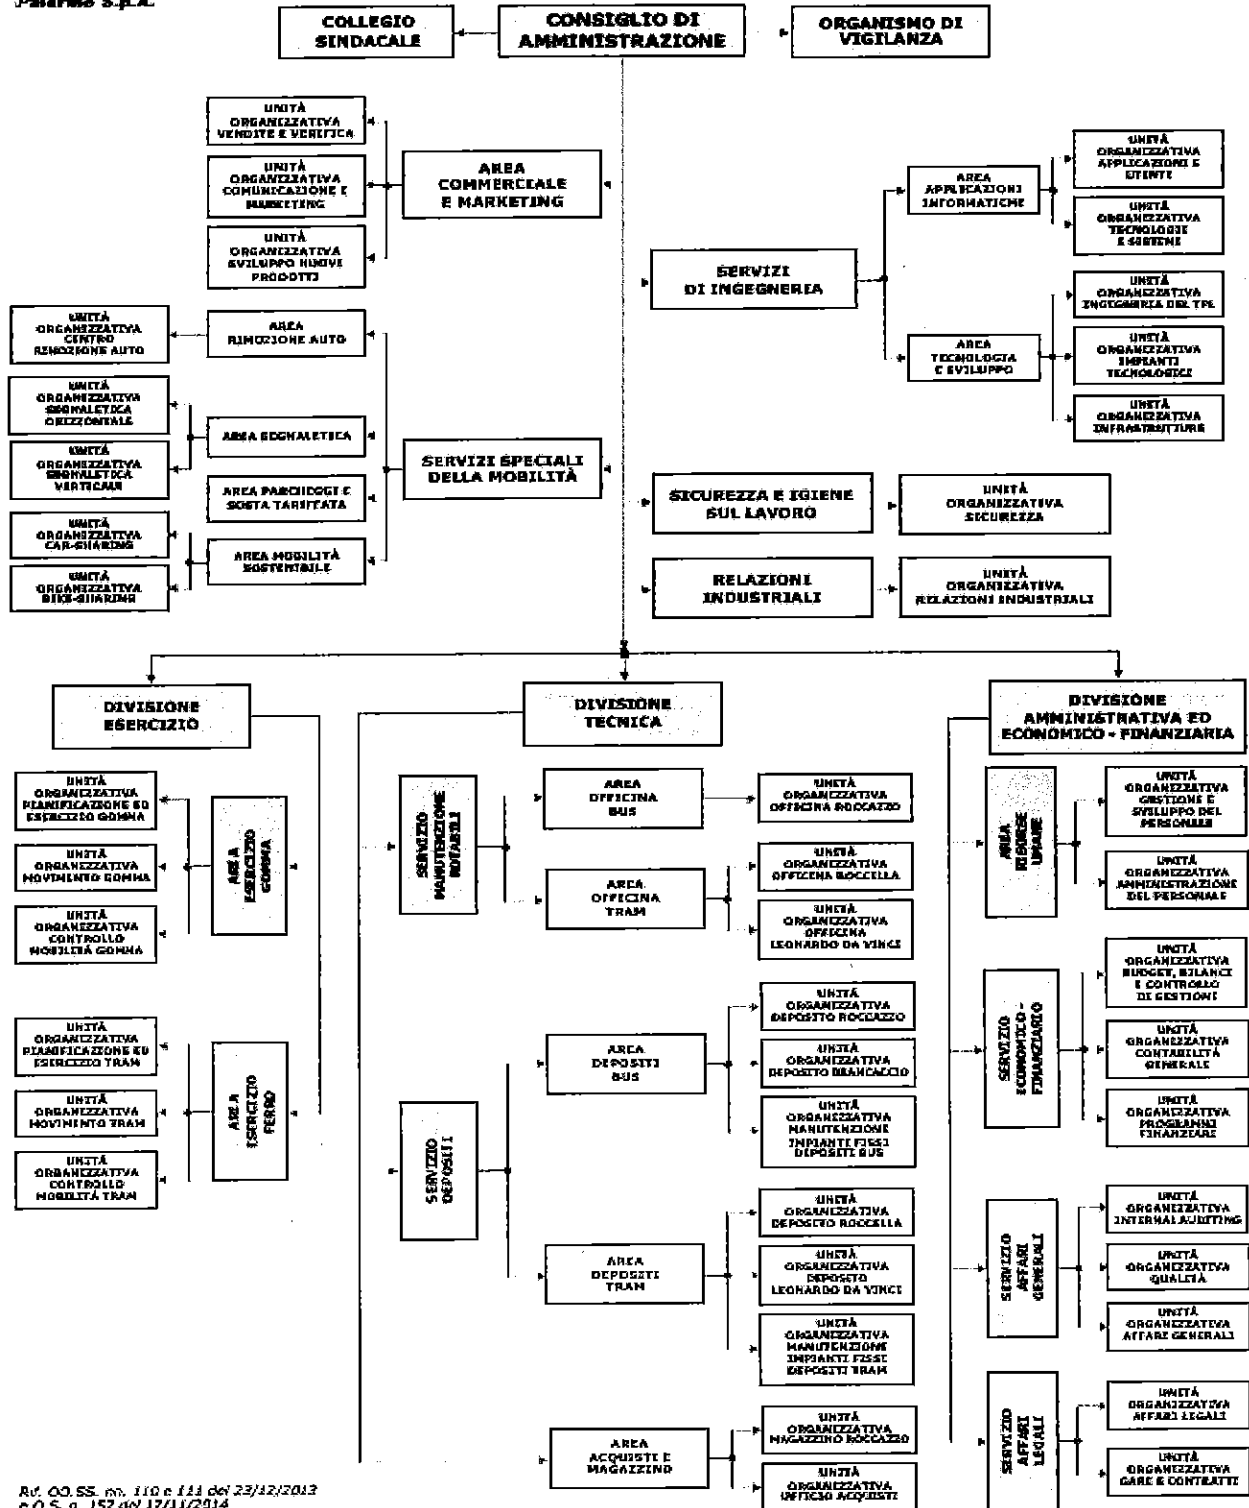 Palermo S.p.A.
COLLEGIO
SINDACALE
CONSIGLIO DI
AMMINISTRAZIONE
ORGANISMO DI
VIGILANZA
UNITÀ
ORGANIZZATIVA
VENDITE E VERIFICA
UNITÀ
ORGANIZZATIVA
COMUNICAZIONE E
MARKETING
UNITÀ
ORGANIZZATIVA
SVILUPPO NUOVI
PRODOTTI
AREA
COMMERCIALE
E MARKETING
SERVIZI
DI INGEGNERIA
AREA
APPLICAZIONI
INFORMATICHE
UNITÀ
ORGANIZZATIVA
APPLICAZIONI E
UTENTE
UNITÀ
ORGANIZZATIVA
TECNOLOGIE
E SISTEMI
AREA
TECNOLOGIA
E SVILUPPO
UNITÀ
ORGANIZZATIVA
INGEGNERIA DEL TPL
UNITÀ
ORGANIZZATIVA
IMPIANTI
TECNOLOGICI
UNITÀ
ORGANIZZATIVA
INFRASTRUTTURE
UNITÀ
ORGANIZZATIVA
CENTRO
RIMOZIONE AUTO
AREA
RIMOZIONE AUTO
UNITÀ
ORGANIZZATIVA
SEGNALETICA
ORIZZONTALE
UNITÀ
ORGANIZZATIVA
SEGNALETICA
VERTICALE
AREA SEGNALETICA
AREA PARCHEGGI E
SOSTA TARIFFATA
UNITÀ
ORGANIZZATIVA
CAR-SHARING
UNITÀ
ORGANIZZATIVA
BIKE-SHARING
AREA MOBILITÀ
SOSTENIBILE
SERVIZI SPECIALI
DELLA MOBILITÀ
SICUREZZA E IGIENE
SUL LAVORO
UNITÀ
ORGANIZZATIVA
SICUREZZA
RELAZIONI
INDUSTRIALI
UNITÀ
ORGANIZZATIVA
RELAZIONI INDUSTRIALI
DIVISIONE
ESERCIZIO
UNITÀ
ORGANIZZATIVA
PIANIFICAZIONE ED
ESERCIZIO GOMMA
UNITÀ
ORGANIZZATIVA
MOVIMENTO GOMMA
UNITÀ
ORGANIZZATIVA
CONTROLLO
MOBILITÀ GOMMA
AREA
ESERCIZIO
GOMMA
UNITÀ
ORGANIZZATIVA
PIANIFICAZIONE ED
ESERCIZIO TRAM
UNITÀ
ORGANIZZATIVA
MOVIMENTO TRAM
UNITÀ
ORGANIZZATIVA
CONTROLLO
MOBILITÀ TRAM
AREA
ESERCIZIO
FERRO
DIVISIONE
TECNICA
SERVIZIO
MANUTENZIONE
ROTABILI
AREA
OFFICINA
BUS
UNITÀ
ORGANIZZATIVA
OFFICINA ROCCAZZO
AREA
OFFICINA
TRAM
UNITÀ
ORGANIZZATIVA
OFFICINA ROCCELLA
UNITÀ
ORGANIZZATIVA
OFFICINA
LEONARDO DA VINCI
SERVIZIO
DEPOSITI
AREA
DEPOSITI
BUS
UNITÀ
ORGANIZZATIVA
DEPOSITO ROCCAZZO
UNITÀ
ORGANIZZATIVA
DEPOSITO BRANCACCIO
UNITÀ
ORGANIZZATIVA
MANUTENZIONE
IMPIANTI FISSI
DEPOSITI BUS
AREA
DEPOSITI
TRAM
UNITÀ
ORGANIZZATIVA
DEPOSITO ROCCELLA
UNITÀ
ORGANIZZATIVA
DEPOSITO
LEONARDO DA VINCI
UNITÀ
ORGANIZZATIVA
MANUTENZIONE
IMPIANTI FISSI
DEPOSITI TRAM
AREA
ACQUISTI E
MAGAZZINO
UNITÀ
ORGANIZZATIVA
MAGAZZINO ROCCAZZO
UNITÀ
ORGANIZZATIVA
UFFICIO ACQUISTI
DIVISIONE
AMMINISTRATIVA ED
ECONOMICO - FINANZIARIA
AREA
RISORSE
UMANE
UNITÀ
ORGANIZZATIVA
GESTIONE E
SVILUPPO DEL
PERSONALE
UNITÀ
ORGANIZZATIVA
AMMINISTRAZIONE
DEL PERSONALE
SERVIZIO
ECONOMICO -
FINANZIARIO
UNITÀ
ORGANIZZATIVA
BUDGET, BILANCI
E CONTROLLO
DI GESTIONE
UNITÀ
ORGANIZZATIVA
CONTABILITÀ
GENERALE
UNITÀ
ORGANIZZATIVA
PROGRAMMI
FINANZIARI
SERVIZIO
AFFARI
GENERALI
UNITÀ
ORGANIZZATIVA
INTERNAL AUDITING
UNITÀ
ORGANIZZATIVA
QUALITÀ
UNITÀ
ORGANIZZATIVA
AFFARI GENERALI
SERVIZIO
AFFARI
LEGALI
UNITÀ
ORGANIZZATIVA
AFFARI LEGALI
UNITÀ
ORGANIZZATIVA
GARE E CONTRATTI
Rif. OO.SS. nn. 110 e 111 del 23/12/2013
e O.S. n. 157 del 17/11/2014